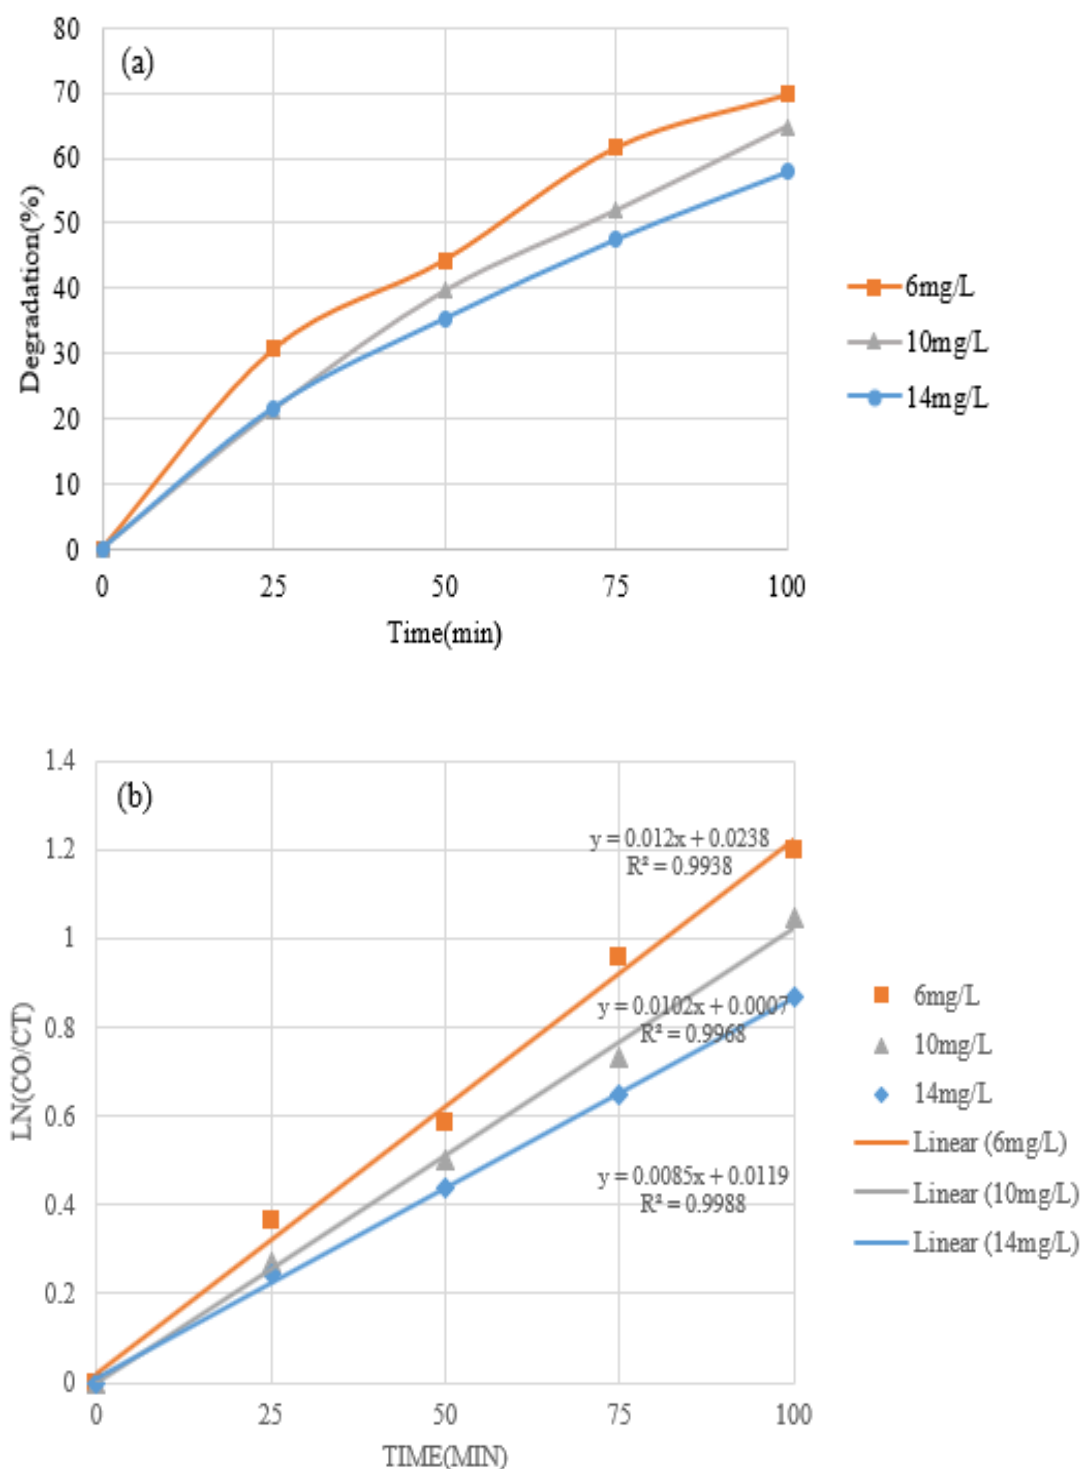 (a)
80
70
60
50
40
30
20
10
0
Degradation(%)
0 25 50 75 100
Time(min)
6mg/L
10mg/L
14mg/L
(b)
1.4
1.2
1
0.8
0.6
0.4
0.2
0
LN(CO/CT)
y = 0.012x + 0.0238
R² = 0.9938
y = 0.0102x + 0.0007
R² = 0.9968
y = 0.0085x + 0.0119
R² = 0.9988
0 25 50 75 100
TIME(MIN)
6mg/L
10mg/L
14mg/L
Linear (6mg/L)
Linear (10mg/L)
Linear (14mg/L)